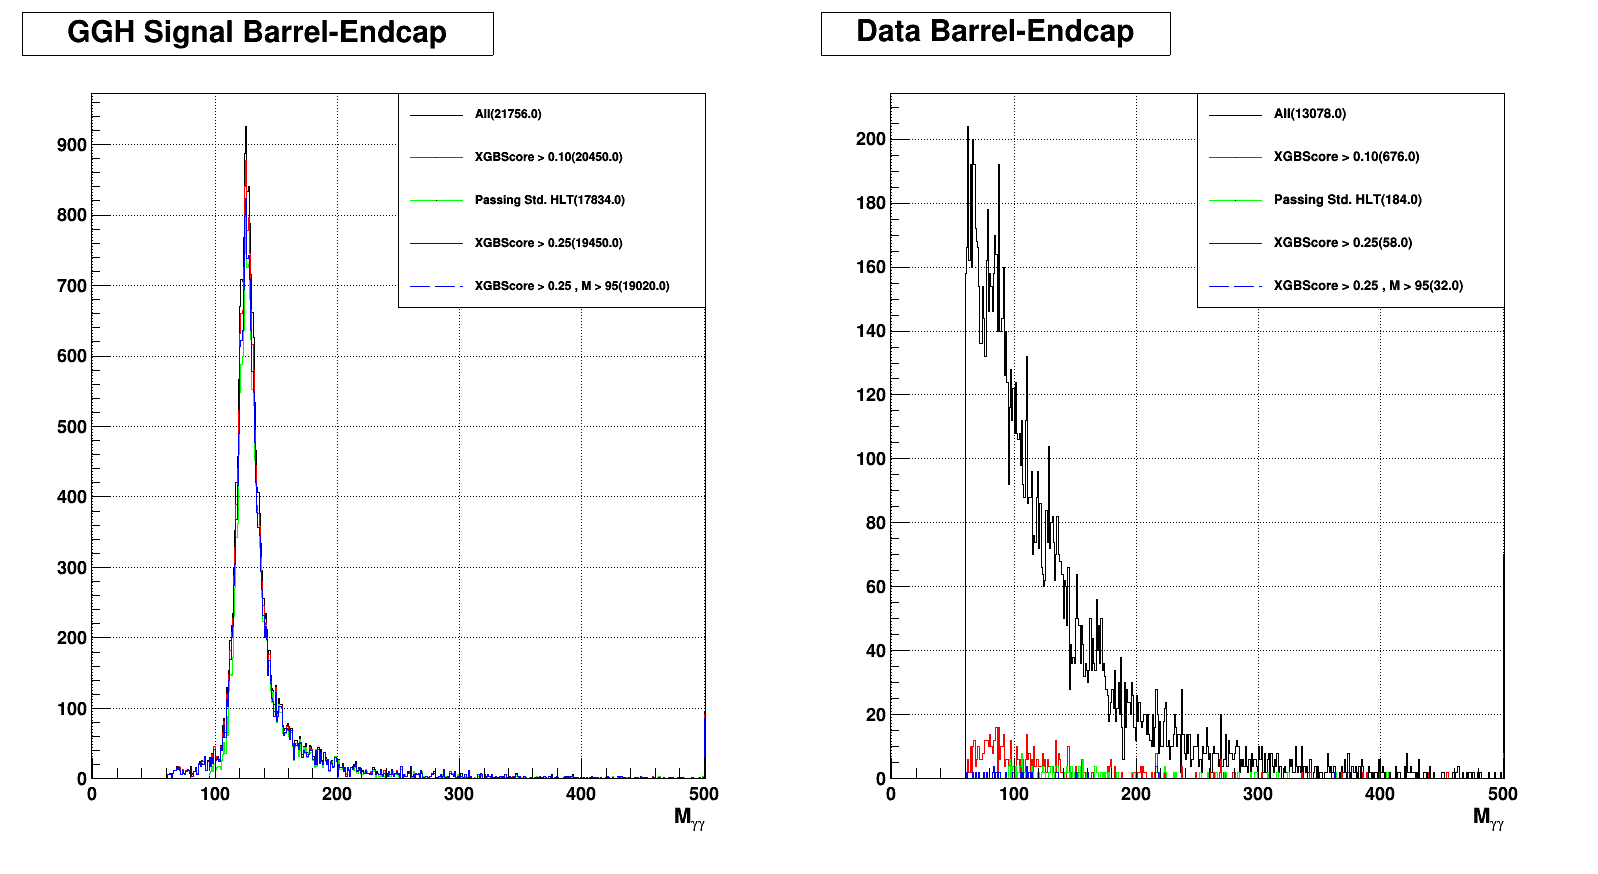 GGH Signal Barrel-Endcap
All(21756.0)
XGBScore > 0.10(20450.0)
Passing Std. HLT(17834.0)
XGBScore > 0.25(19450.0)
XGBScore > 0.25 , M > 95(19020.0)
900
800
700
600
500
400
300
200
100
0
0
100
200
300
400
500
Mγγ
Data Barrel-Endcap
All(13078.0)
XGBScore > 0.10(676.0)
Passing Std. HLT(184.0)
XGBScore > 0.25(58.0)
XGBScore > 0.25 , M > 95(32.0)
200
180
160
140
120
100
80
60
40
20
0
0
100
200
300
400
500
Mγγ